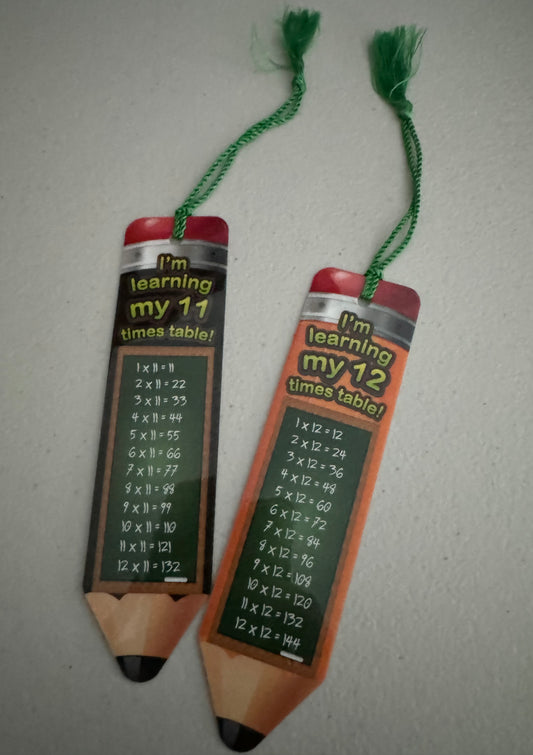 I'm
learning
my 11
times table!
1 x 11 = 11
2 x 11 = 22
3 x 11 = 33
4 x 11 = 44
5 x 11 = 55
6 x 11 = 66
7 x 11 = 77
8 x 11 = 88
9 x 11 = 99
10 x 11 = 110
11 x 11 = 121
12 x 11 = 132
I'm
learning
my 12
times table!
1 x 12 = 12
2 x 12 = 24
3 x 12 = 36
4 x 12 = 48
5 x 12 = 60
6 x 12 = 72
7 x 12 = 84
8 x 12 = 96
9 x 12 = 108
10 x 12 = 120
11 x 12 = 132
12 x 12 = 144